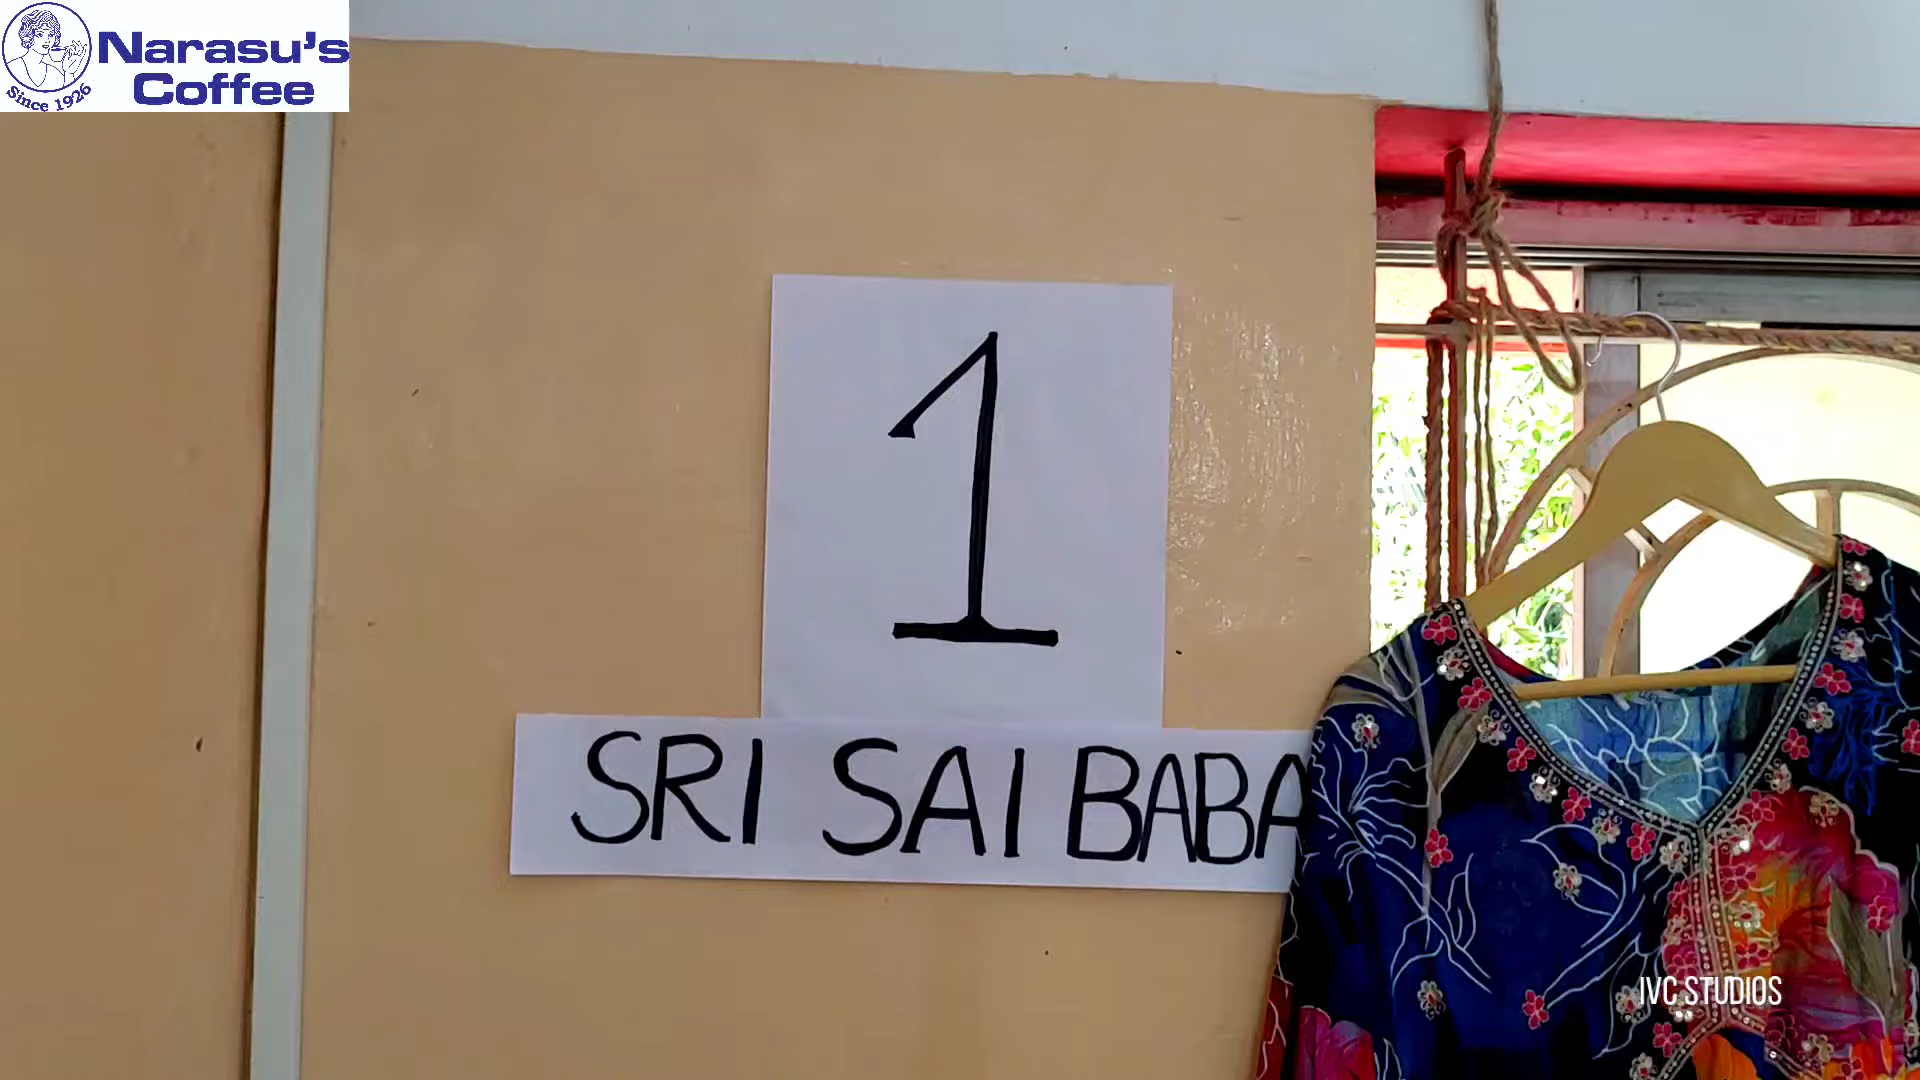 Narasu's
Coffee
Since 1926
1
SRI SAI BABA
IVC STUDIOS